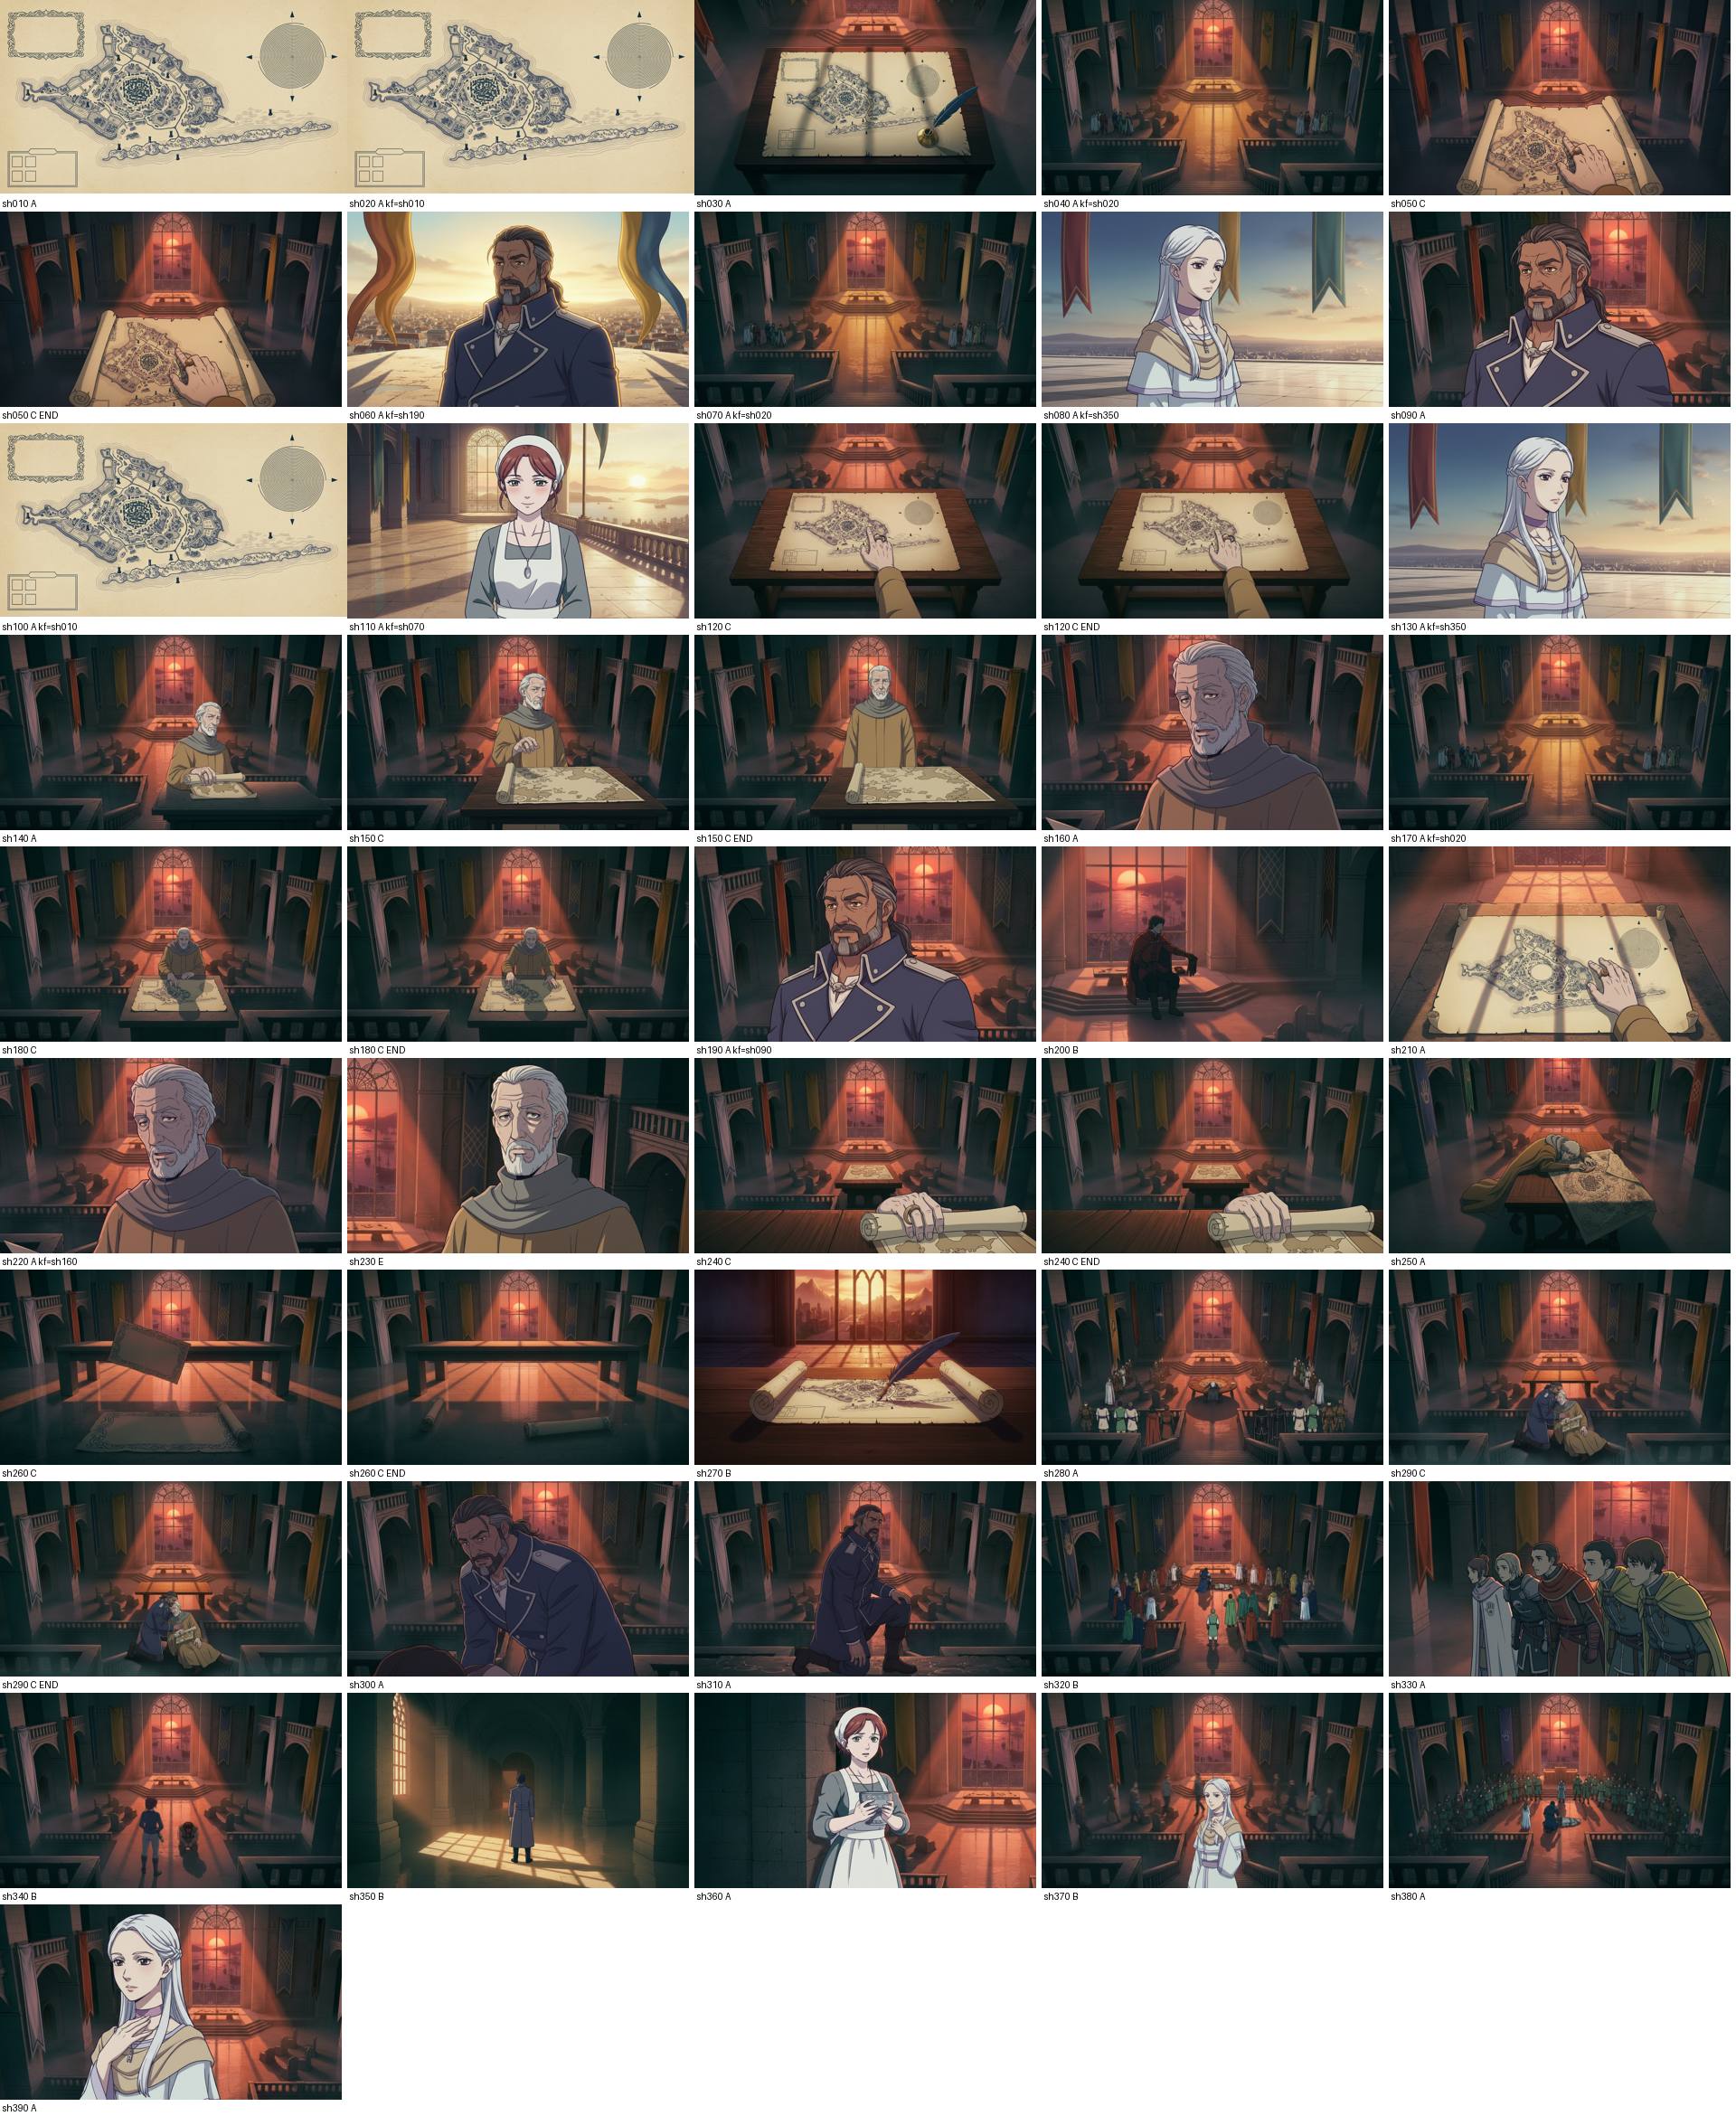 sh010 A
sh020 A kf=sh010
sh030 A
sh040 A kf=sh020
sh050 C
sh050 C END
sh060 A kf=sh190
sh070 A kf=sh020
sh080 A kf=sh350
sh090 A
sh100 A kf=sh010
sh110 A kf=sh070
sh120 C
sh120 C END
sh130 A kf=sh350
sh140 A
sh150 C
sh150 C END
sh160 A
sh170 A kf=sh020
sh180 C
sh180 C END
sh190 A kf=sh090
sh200 B
sh210 A
sh220 A kf=sh160
sh230 E
sh240 C
sh240 C END
sh250 A
sh260 C
sh260 C END
sh270 B
sh280 A
sh290 C
sh290 C END
sh300 A
sh310 A
sh320 B
sh330 A
sh340 B
sh350 B
sh360 A
sh370 B
sh380 A
sh390 A